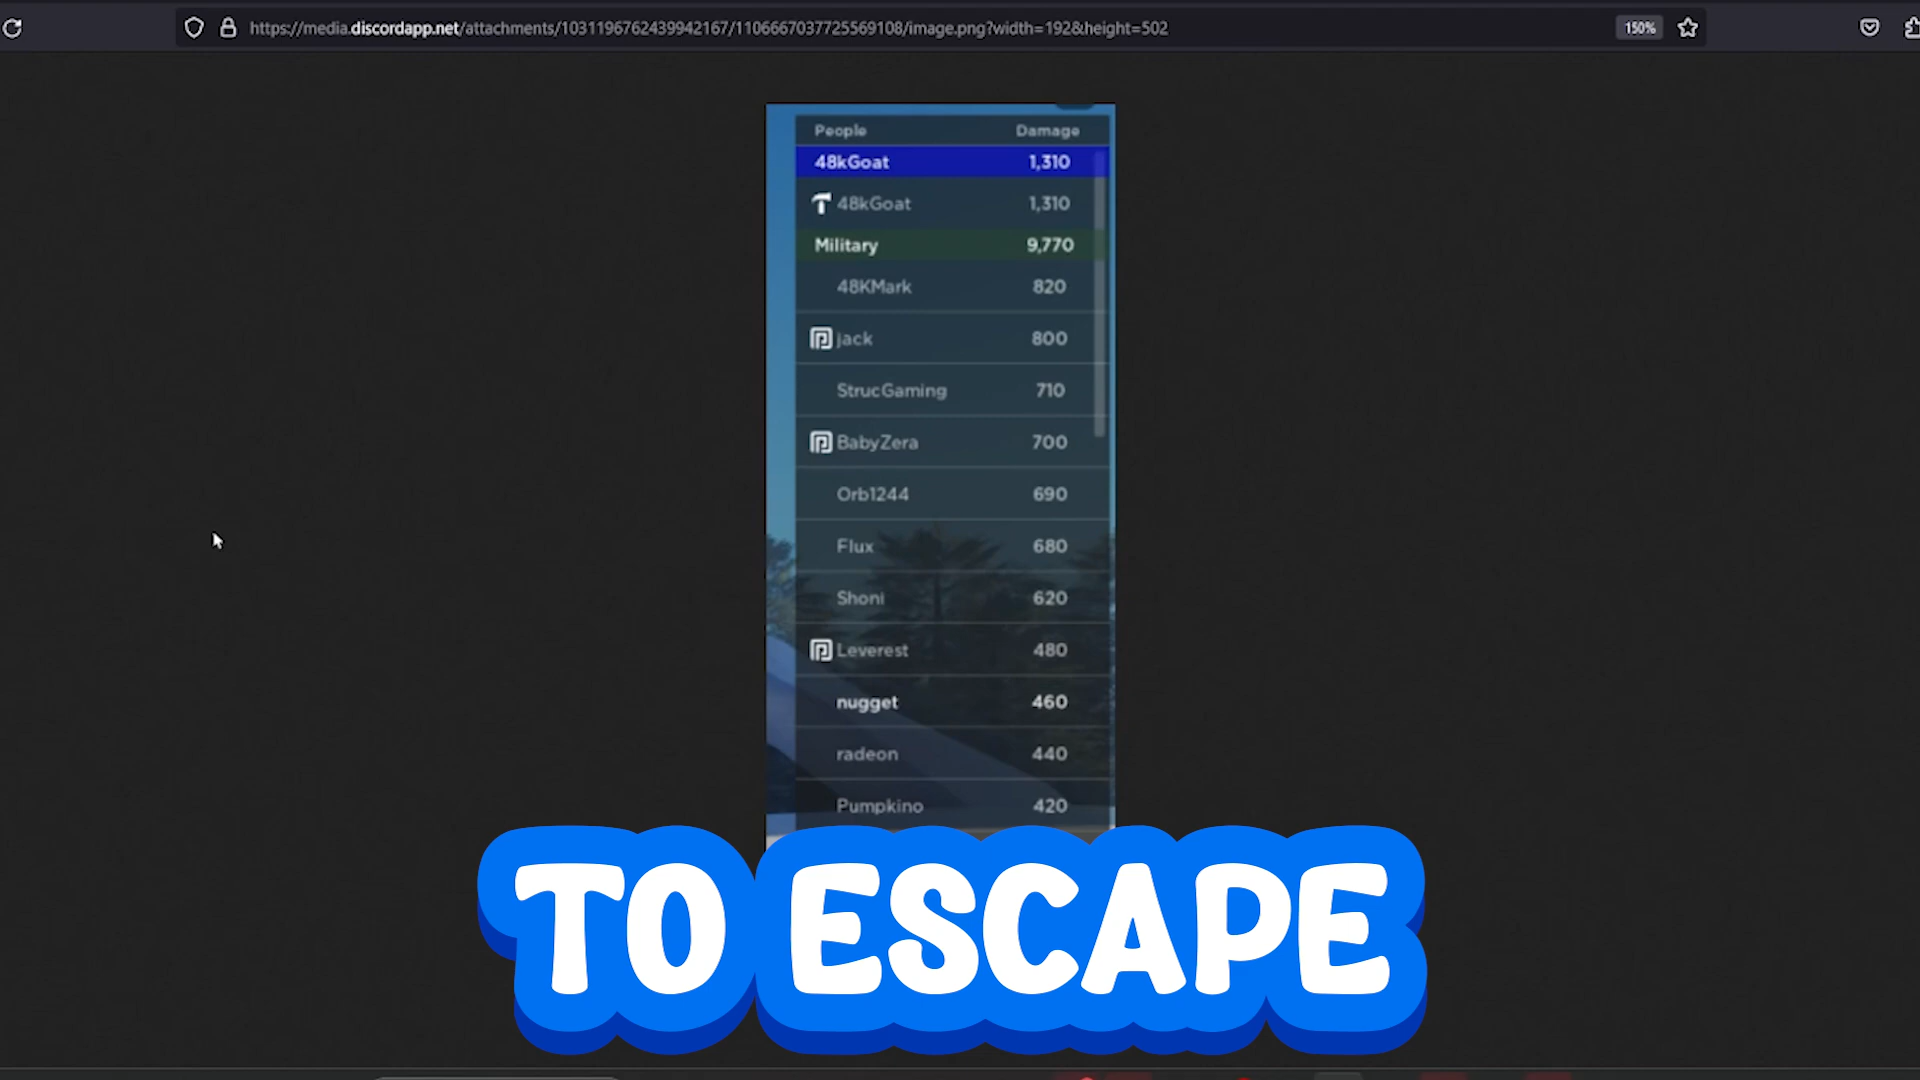 https://media.discordapp.net/attachments/1031196762439942167/1106667037725569108/image.png?width=192&height=502
150%
People Damage
48kGoat 1,310
48kGoat 1,310
Military 9,770
48KMark 820
jack 800
StrucGaming 710
BabyZera 700
Orb1244 690
Flux 680
Shoni 620
Leverest 480
nugget 460
radeon 440
Pumpkino 420
TO ESCAPE